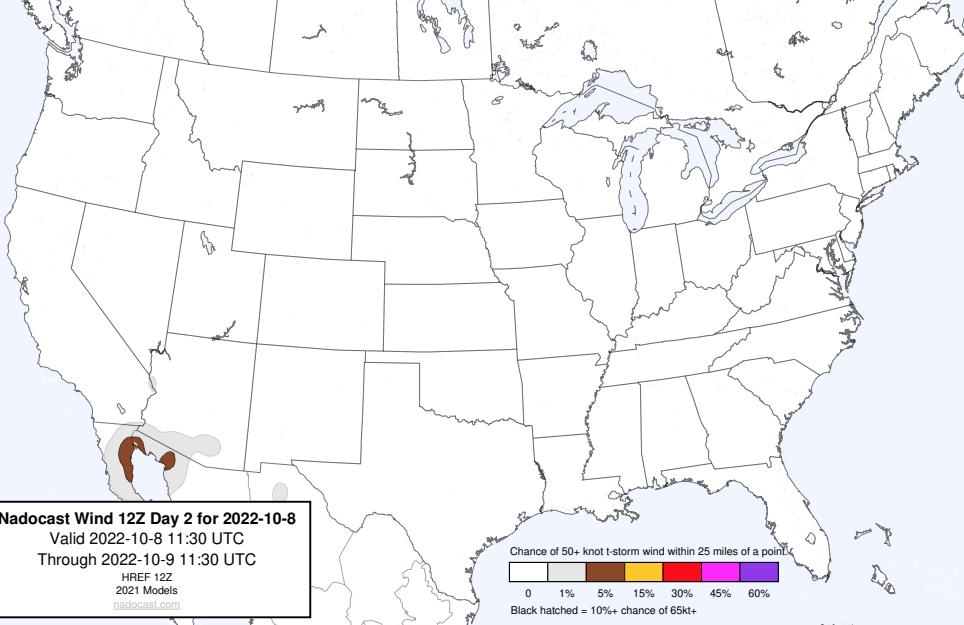 Nadocast Wind 12Z Day 2 for 2022-10-8
Valid 2022-10-8 11:30 UTC
Through 2022-10-9 11:30 UTC
HREF 12Z
2021 Models
nadocast.com
Chance of 50+ knot t-storm wind within 25 miles of a point.
0 1% 5% 15% 30% 45% 60%
Black hatched = 10%+ chance of 65kt+